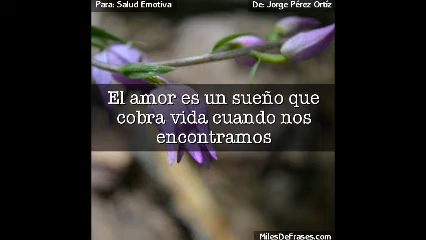 Para: Salud Emotiva
De: Jorge Pérez Ortíz
El amor es un sueño que
cobra vida cuando nos
encontramos
MilesDeFrases.com